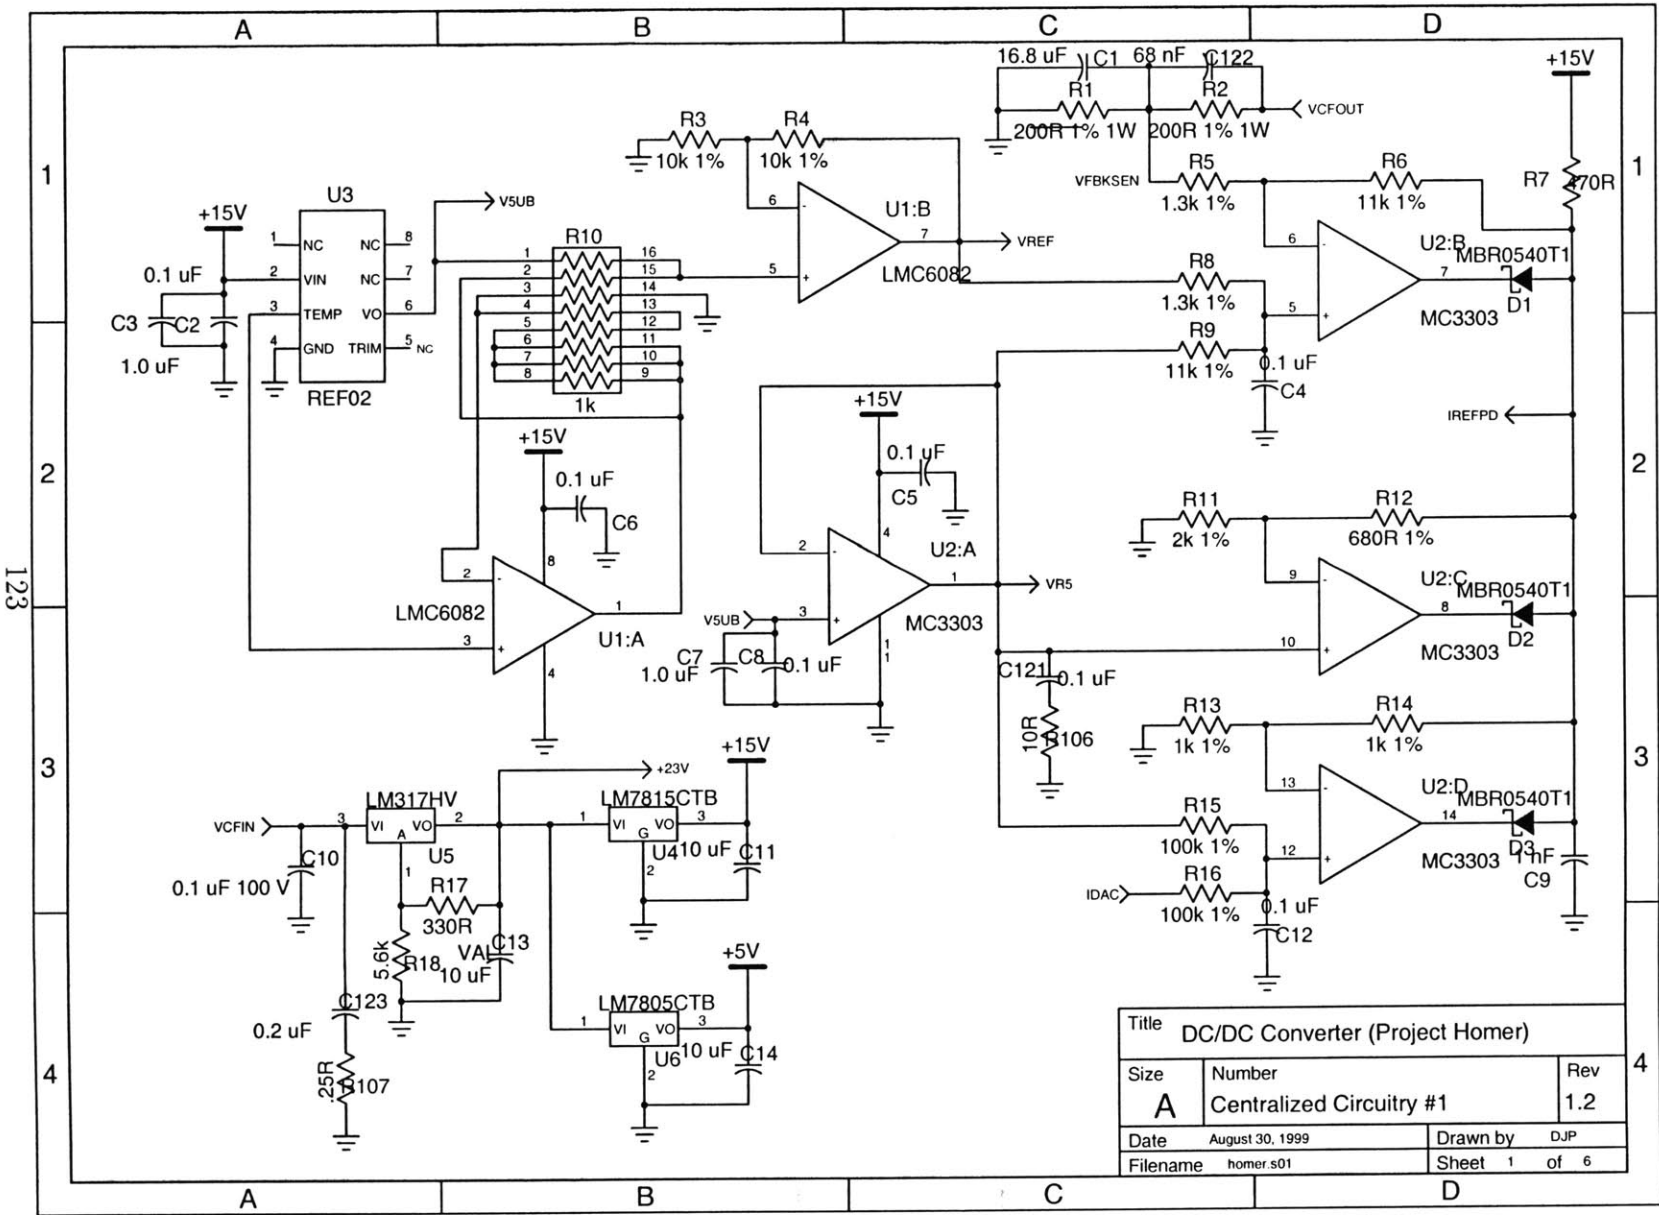 A B C D
16.8 uF C1 68 nF C122
+15V
R1 R2
VCFOUT
200R 1% 1W 200R 1% 1W
R3 R4
10k 1% 10k 1%
1 1
R5 R6
VFBKSEN
1.3k 1% 11k 1%
R7 470R
U3
V5UB
+15V
6 -
U1:B
7
VREF
5 +
LMC6082
1 NC NC 8
2 VIN NC 7
3 TEMP VO 6
4 GND TRIM 5 NC
REF02
0.1 uF
C3 C2
1.0 uF
R10
1 16
2 15
3 14
4 13
5 12
6 11
7 10
8 9
1k
6 -
U2:B
MBR0540T1
7
D1
5 +
MC3303
R8
1.3k 1%
R9
11k 1%
0.1 uF
C4
IREFPD
2 2
+15V
0.1 uF
C6
8
2 -
LMC6082
1
U1:A
3 +
4
+15V
0.1 uF
C5
4
2 -
U2:A
1
VR5
V5UB
3 +
MC3303
1
1
C7 C8
1.0 uF 0.1 uF
R11 R12
2k 1% 680R 1%
9 -
U2:C
MBR0540T1
8
D2
10 +
MC3303
C121
0.1 uF
10R
R106
R13 R14
1k 1% 1k 1%
123
3 3
13 -
U2:D
MBR0540T1
14
D3
12 +
MC3303
1 nF
C9
R15
100k 1%
R16
IDAC
100k 1%
0.1 uF
C12
+23V
+15V
LM317HV LM7815CTB
VCFIN
3 VI VO 2
A
U5
1
1 VI VO 3
G
U4
2
10 uF C11
C10
0.1 uF 100 V
R17
330R
5.6k
R18
C13
10 uF
+5V
LM7805CTB
1 VI VO 3
G
U6
2
10 uF C14
C123
0.2 uF
.25R
R107
4 4
Title DC/DC Converter (Project Homer)
Size Number Rev
A Centralized Circuitry #1 1.2
Date August 30, 1999 Drawn by DJP
Filename homer.s01 Sheet 1 of 6
A B C D